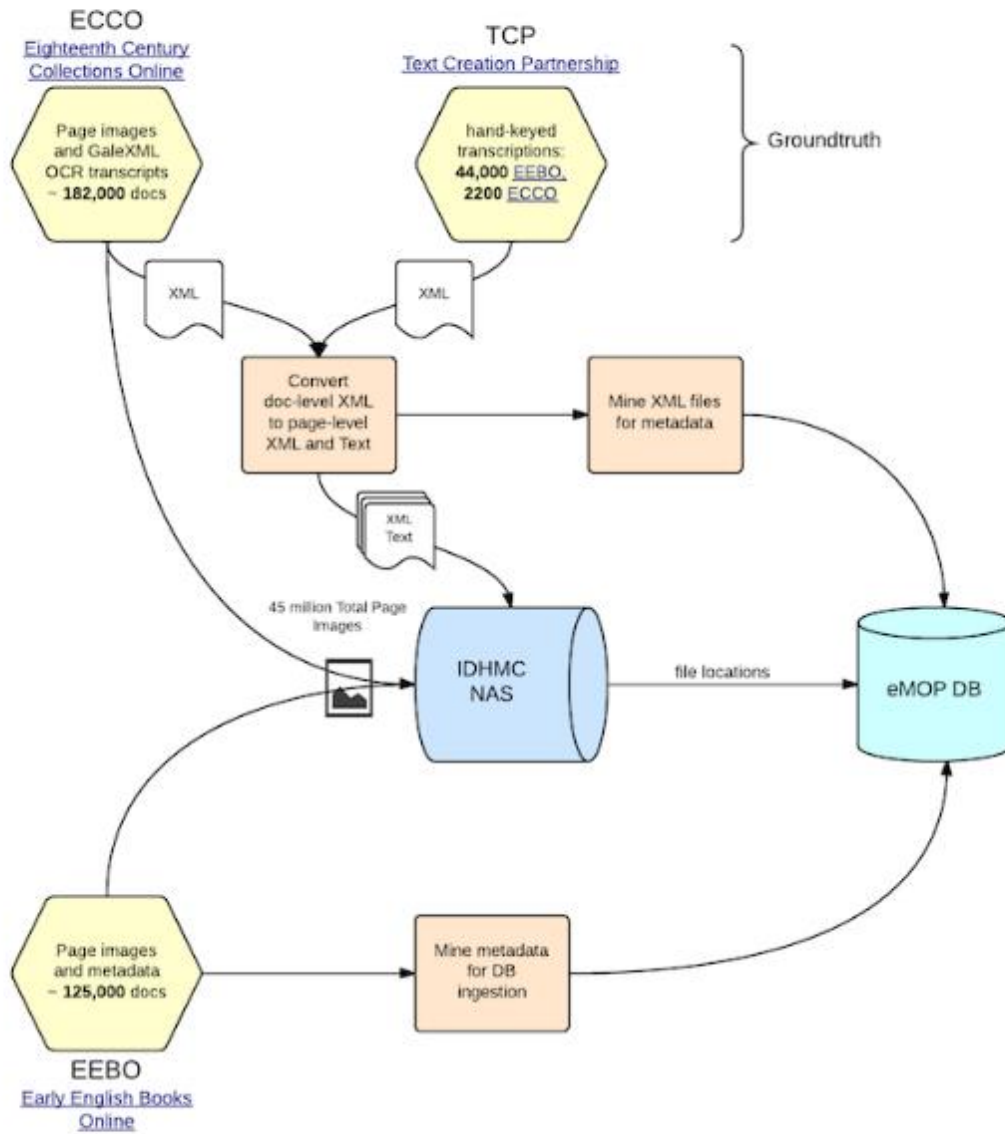 ECCO
Eighteenth Century
Collections Online
Page images
and GaleXML
OCR transcripts
~ 182,000 docs
TCP
Text Creation Partnership
hand-keyed
transcriptions:
44,000 EEBO,
2200 ECCO
Groundtruth
XML
XML
Convert
doc-level XML
to page-level
XML and Text
Mine XML files
for metadata
XML
Text
45 million Total Page
Images
IDHMC
NAS
file locations
eMOP DB
Page images
and metadata
~ 125,000 docs
Mine metadata
for DB
ingestion
EEBO
Early English Books
Online